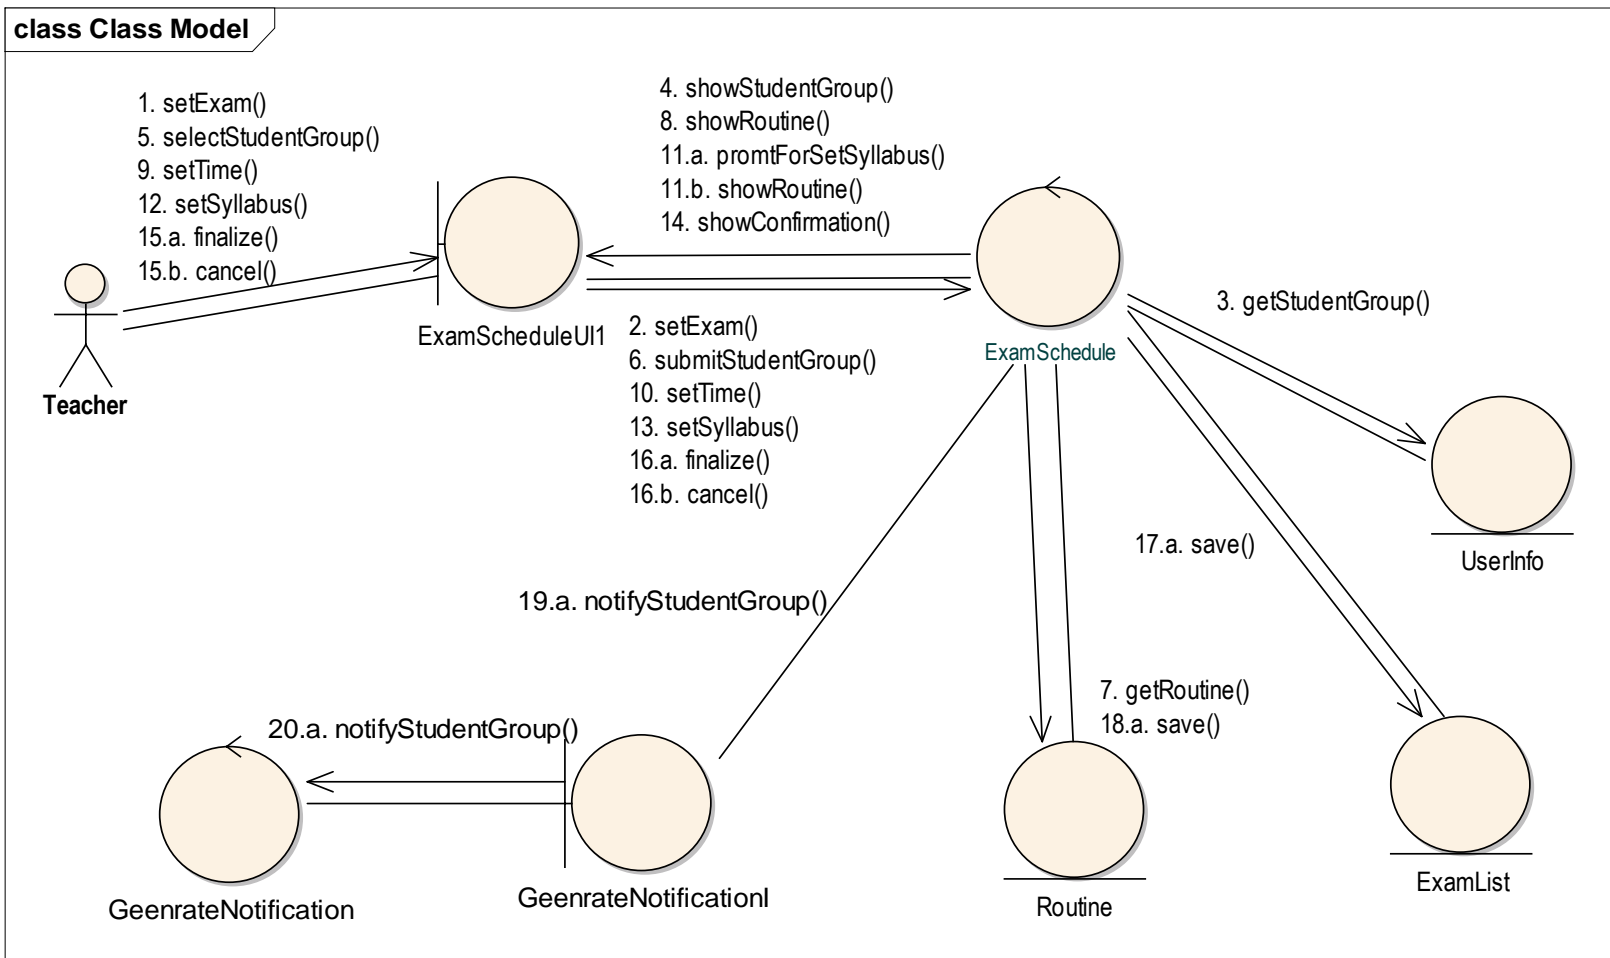 class Class Model
1. setExam()
5. selectStudentGroup()
9. setTime()
12. setSyllabus()
15.a. finalize()
15.b. cancel()
4. showStudentGroup()
8. showRoutine()
11.a. promtForSetSyllabus()
11.b. showRoutine()
14. showConfirmation()
Teacher
ExamScheduleUI1
2. setExam()
6. submitStudentGroup()
10. setTime()
13. setSyllabus()
16.a. finalize()
16.b. cancel()
ExamSchedule
3. getStudentGroup()
UserInfo
17.a. save()
19.a. notifyStudentGroup()
7. getRoutine()
18.a. save()
20.a. notifyStudentGroup()
GeenrateNotification
GeenrateNotificationI
Routine
ExamList